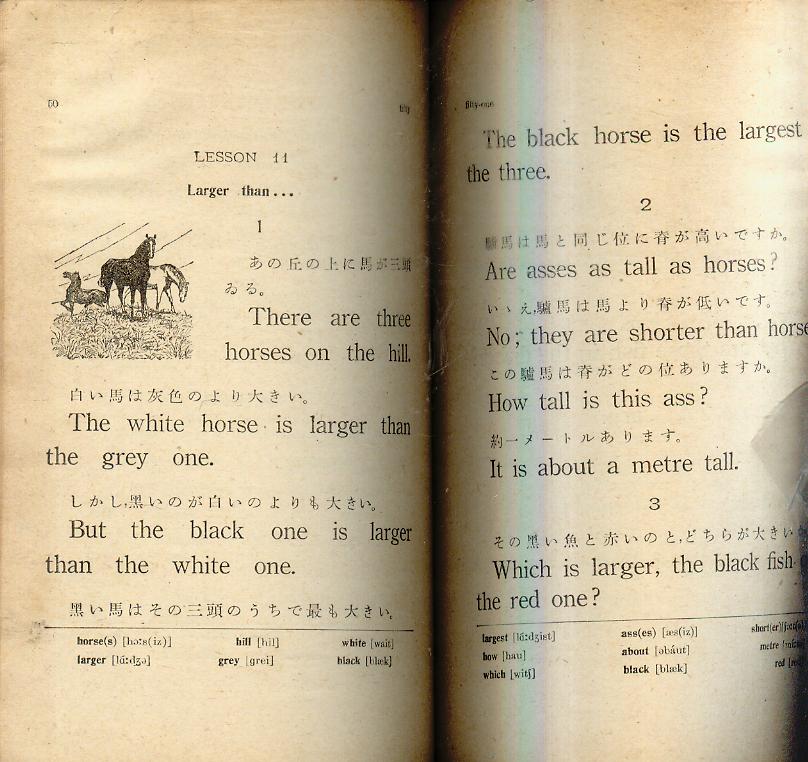 50
fifty
LESSON 11
Larger than...
1
あの丘の上に馬が三頭
ゐる。
There are three
horses on the hill.
白い馬は灰色のより大きい。
The white horse is larger than
the grey one.
しかし,黒いのが白いのよりも大きい。
But the black one is larger
than the white one.
黒い馬はその三頭のうちで最も大きい。
horse(s) [hɔːs(iz)] hill [hil] white [wait]
larger [lɑ́ːdʒə] grey [grei] black [blæk]
fifty-one
The black horse is the largest
the three.
2
驢馬は馬と同じ位に脊が高いですか。
Are asses as tall as horses?
いゝえ,驢馬は馬より脊が低いです。
No; they are shorter than horse
この驢馬は脊がどの位ありますか。
How tall is this ass?
約一メートルあります。
It is about a metre tall.
3
その黒い魚と赤いのと,どちらが大きい
Which is larger, the black fish
the red one?
largest [lɑ́ːdʒist] ass(es) [æs(iz)] short(er)
how [hau] about [əbáut] metre
which [witʃ] black [blæk] red